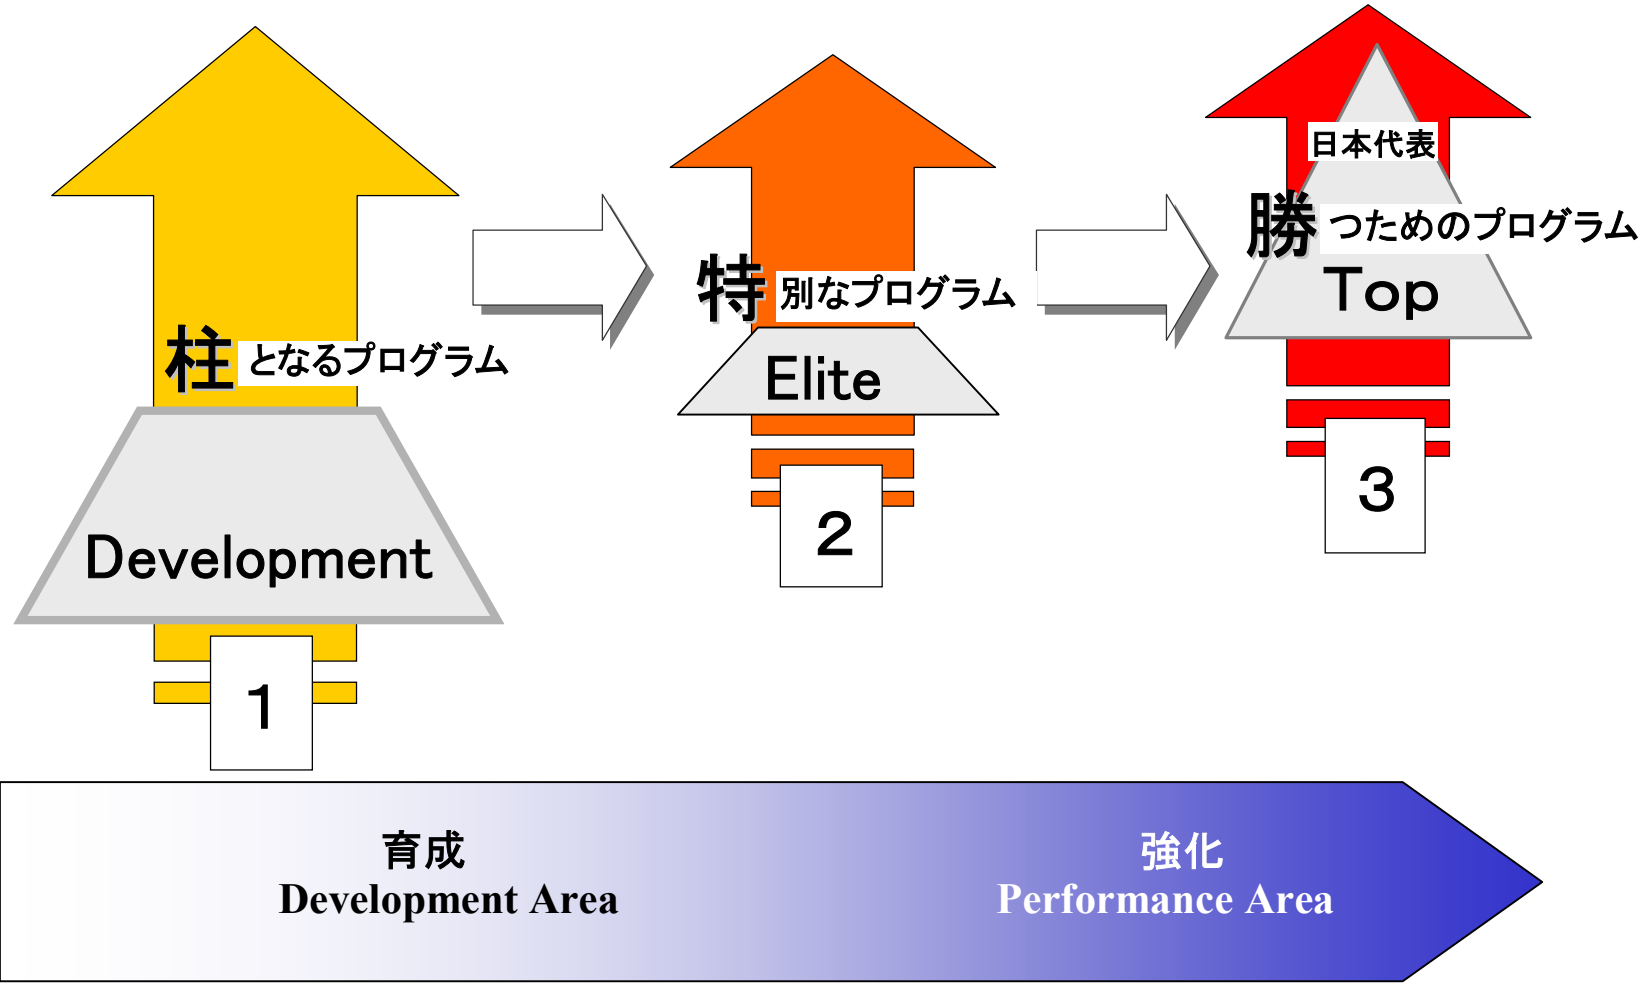 柱となるプログラム
Development
1
特別なプログラム
Elite
2
日本代表
勝つためのプログラム
Top
3
育成
Development Area
強化
Performance Area